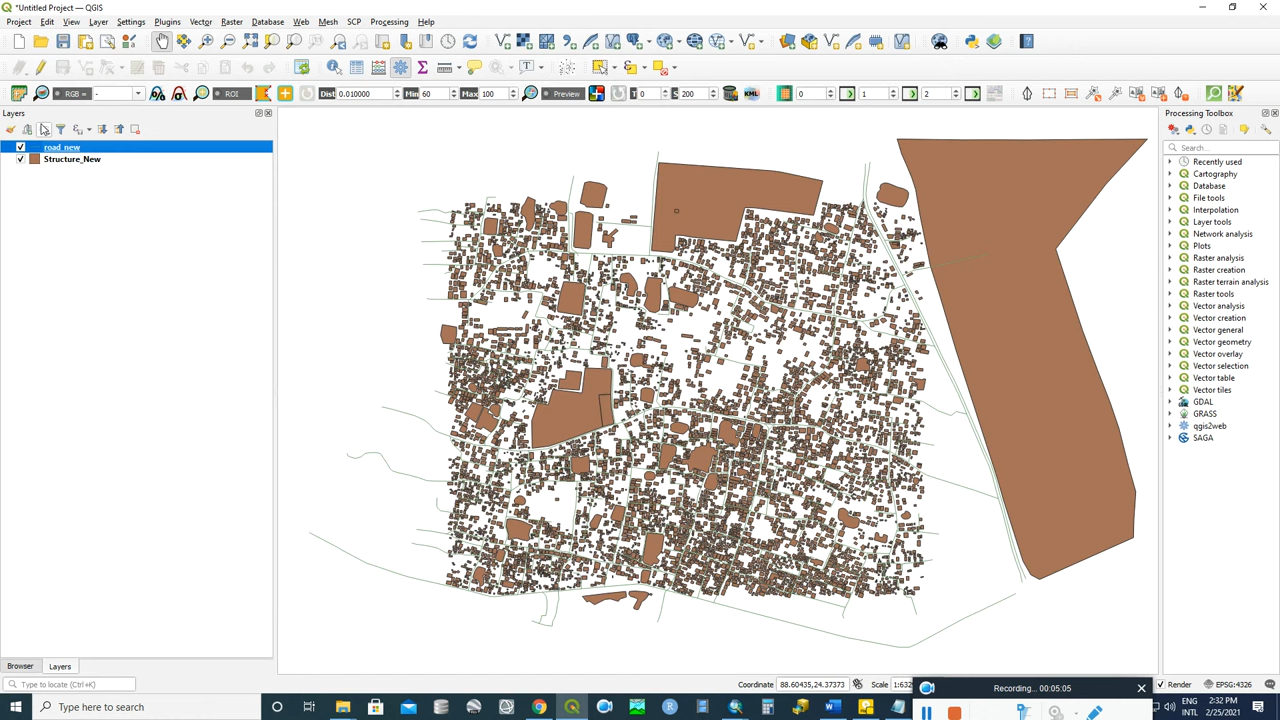 *Untitled Project — QGIS
Project Edit View Layer Settings Plugins Vector Raster Database Web Mesh SCP Processing Help
RGB = - ROI Dist 0.010000 Min 60 Max 100 Preview T 0 S 200 0 1 2
Layers
Processing Toolbox
road_new
Structure_New
Search...
Recently used
Cartography
Database
File tools
Interpolation
Layer tools
Network analysis
Plots
Raster analysis
Raster creation
Raster terrain analysis
Raster tools
Vector analysis
Vector creation
Vector general
Vector geometry
Vector overlay
Vector selection
Vector table
Vector tiles
GDAL
GRASS
qgis2web
SAGA
Browser Layers
Type to locate (Ctrl+K)
Coordinate 88.60435,24.37373 Scale Render EPSG:4326
Recording... 00:05:05
Type here to search
ENG
INTL
2:32 PM
2/25/2021